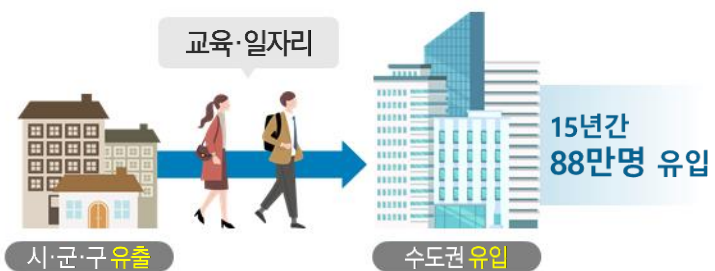 교육·일자리
15년간
88만명 유입
시·군·구 유출
수도권 유입